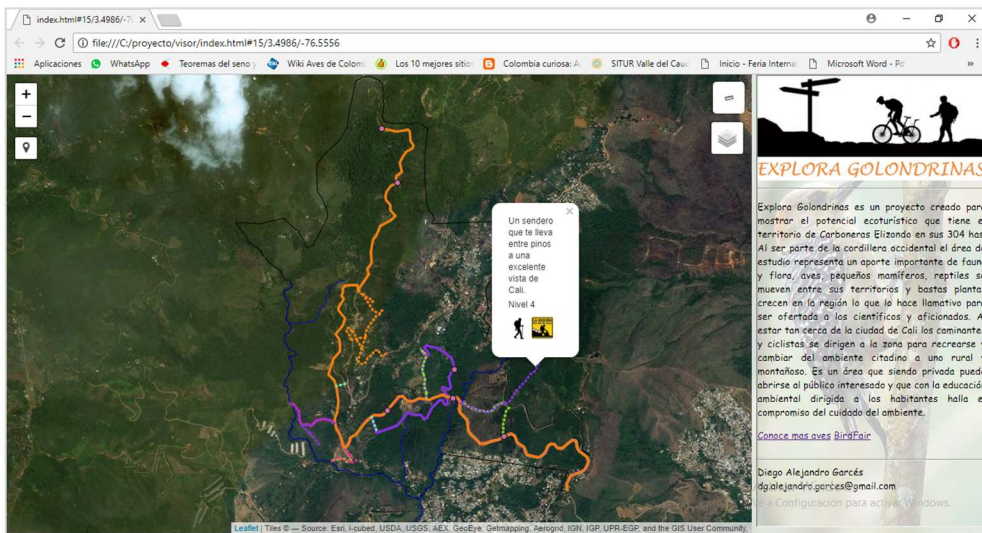 index.html#15/3.4986/-7
file:///C:/proyecto/visor/index.html#15/3.4986/-76.5556
Aplicaciones WhatsApp Teoremas del seno y Wiki Aves de Colom Los 10 mejores sitio Colombia curiosa: A SITUR Valle del Cauc Inicio - Feria Interna Microsoft Word - Pd »
+
−
Un sendero
que te lleva
entre pinos
a una
excelente
vista de
Cali.
Nivel 4
Leaflet | Tiles © — Source: Esri, i-cubed, USDA, USGS, AEX, GeoEye, Getmapping, Aerogrid, IGN, IGP, UPR-EGP, and the GIS User Community,
EXPLORA GOLONDRINAS
Explora Golondrinas es un proyecto creado par
mostrar el potencial ecoturístico que tiene e
territorio de Carboneras Elizondo en sus 304 has
Al ser parte de la cordillera occidental el área de
estudio representa un aporte importante de faun
y flora, aves, pequeños mamíferos, reptiles se
mueven entre sus territorios y bastas planta
crecen en la región lo que lo hace llamativo par
ser ofertada a los científicos y aficionados. A
estar tan cerca de la ciudad de Cali los caminante
y ciclistas se dirigen a la zona para recrearse y
cambiar del ambiente citadino a uno rural y
montañoso. Es un área que siendo privada puede
abrirse al público interesado y que con la educación
ambiental dirigida a los habitantes halla e
compromiso del cuidado del ambiente.
Conoce mas aves BirdFair
Diego Alejandro Garcés
dg.alejandro.garces@gmail.com
e a Configuración para activar Windows.